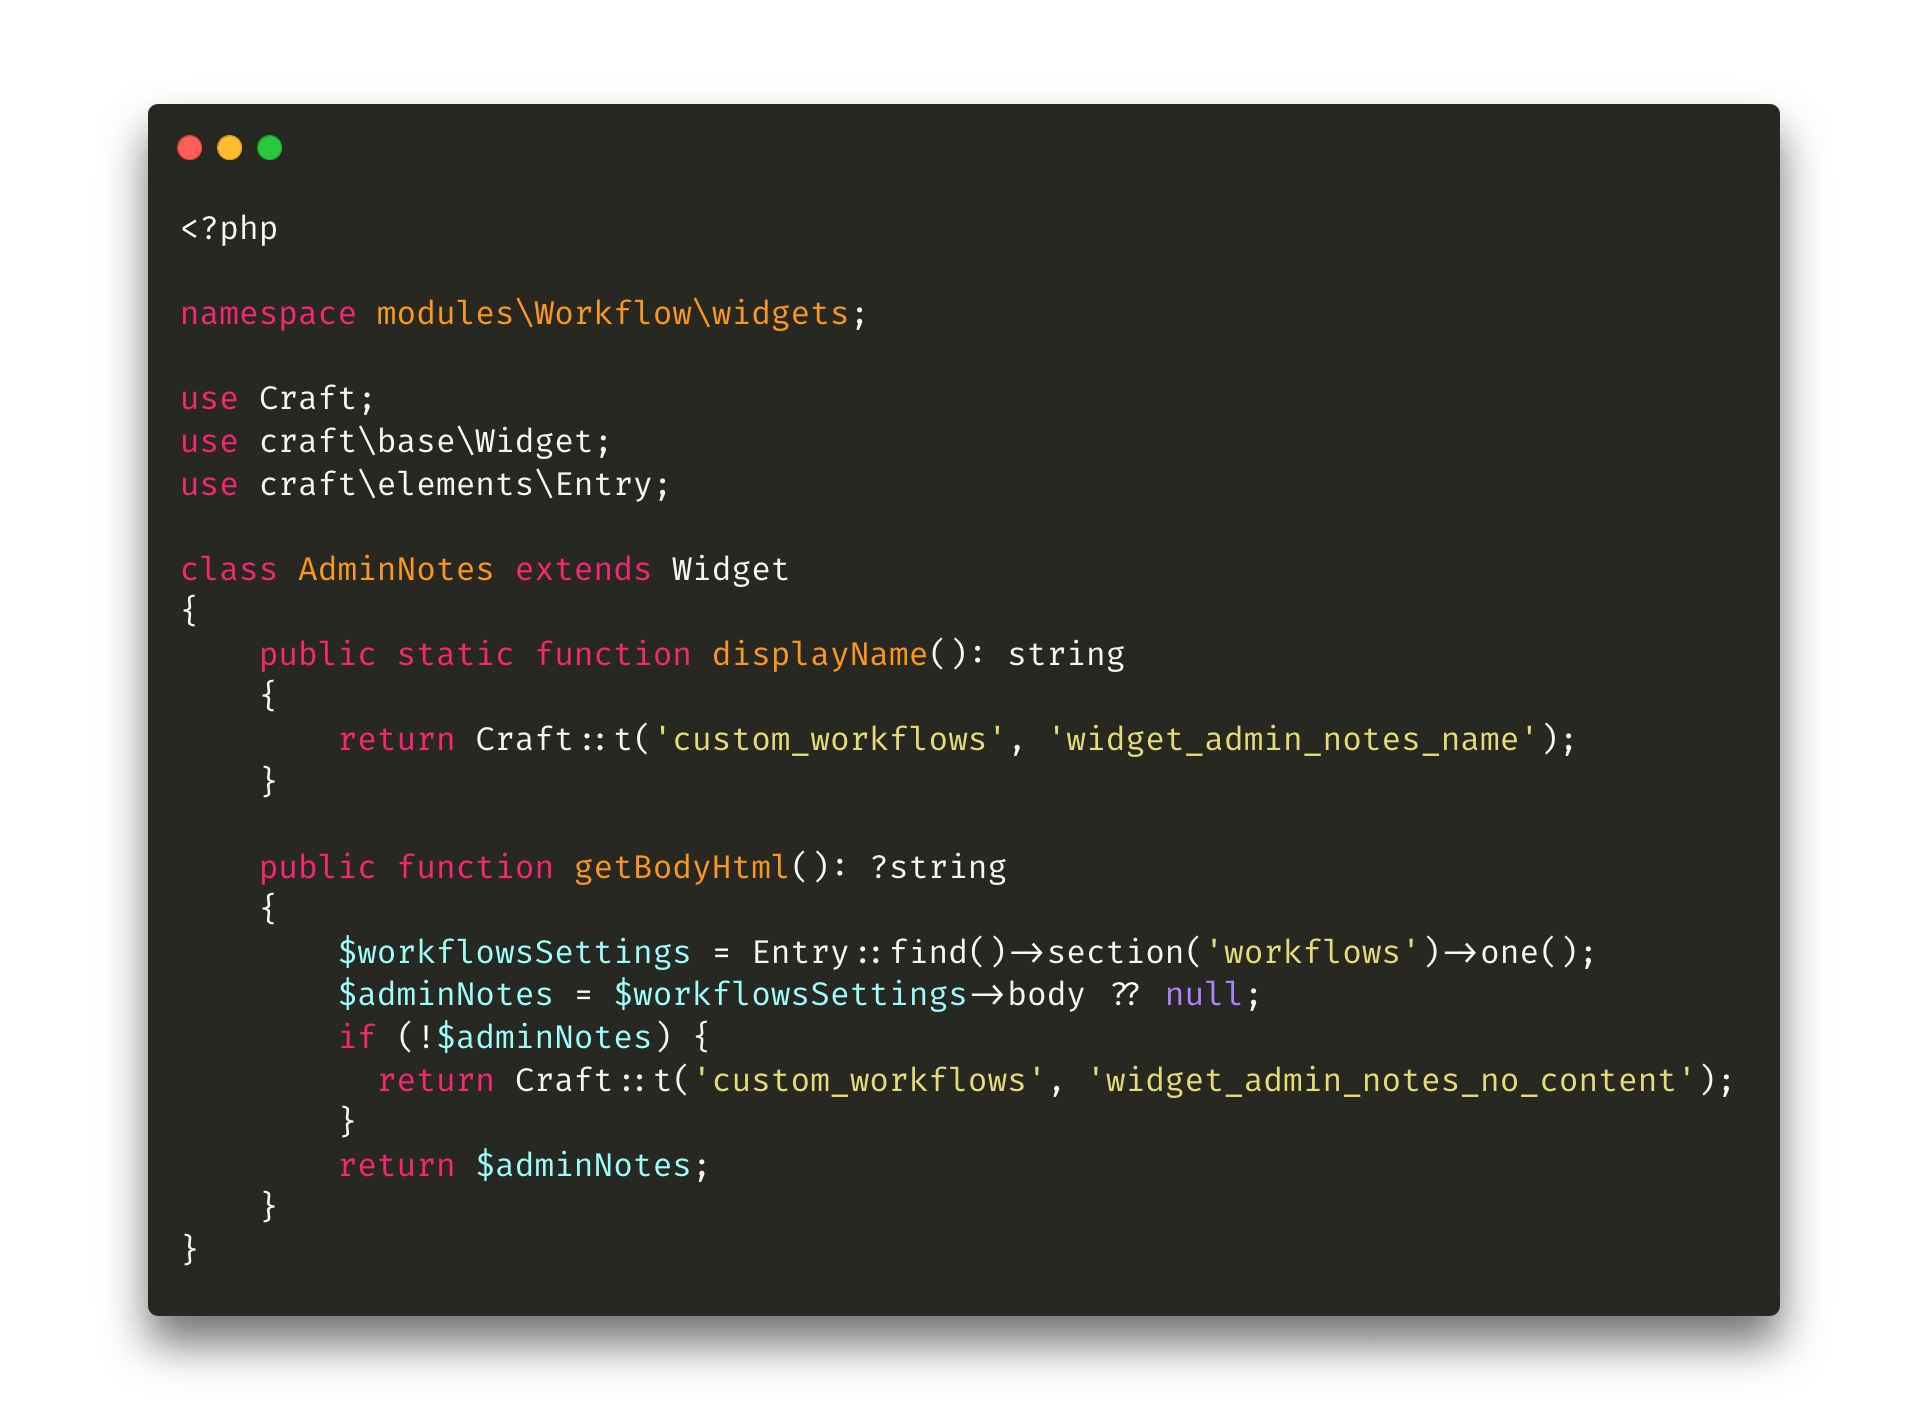 <?php
namespace modules\Workflow\widgets;
use Craft;
use craft\base\Widget;
use craft\elements\Entry;
class AdminNotes extends Widget
{
    public static function displayName(): string
    {
        return Craft::t('custom_workflows', 'widget_admin_notes_name');
    }
    public function getBodyHtml(): ?string
    {
        $workflowsSettings = Entry::find()->section('workflows')->one();
        $adminNotes = $workflowsSettings->body ?? null;
        if (!$adminNotes) {
          return Craft::t('custom_workflows', 'widget_admin_notes_no_content');
        }
        return $adminNotes;
    }
}